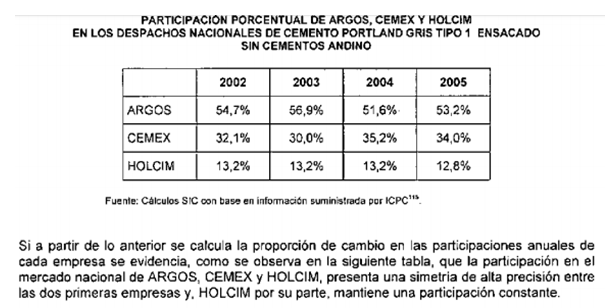 PARTICIPACION PORCENTUAL DE ARGOS, CEMEX Y HOLCIM
EN LOS DESPACHOS NACIONALES DE CEMENTO PORTLAND GRIS TIPO 1 ENSACADO
SIN CEMENTOS ANDINO
2002 2003 2004 2005
ARGOS 54,7% 56,9% 51,6% 53,2%
CEMEX 32,1% 30,0% 35,2% 34,0%
HOLCIM 13,2% 13,2% 13,2% 12,8%
Fuente: Cálculos SIC con base en información suministrada por ICPC¹¹⁵.
Si a partir de lo anterior se calcula la proporción de cambio en las participaciones anuales de
cada empresa se evidencia, como se observa en la siguiente tabla, que la participación en el
mercado nacional de ARGOS, CEMEX y HOLCIM, presenta una simetría de alta precisión entre
las dos primeras empresas y, HOLCIM por su parte, mantiene una participación constante.